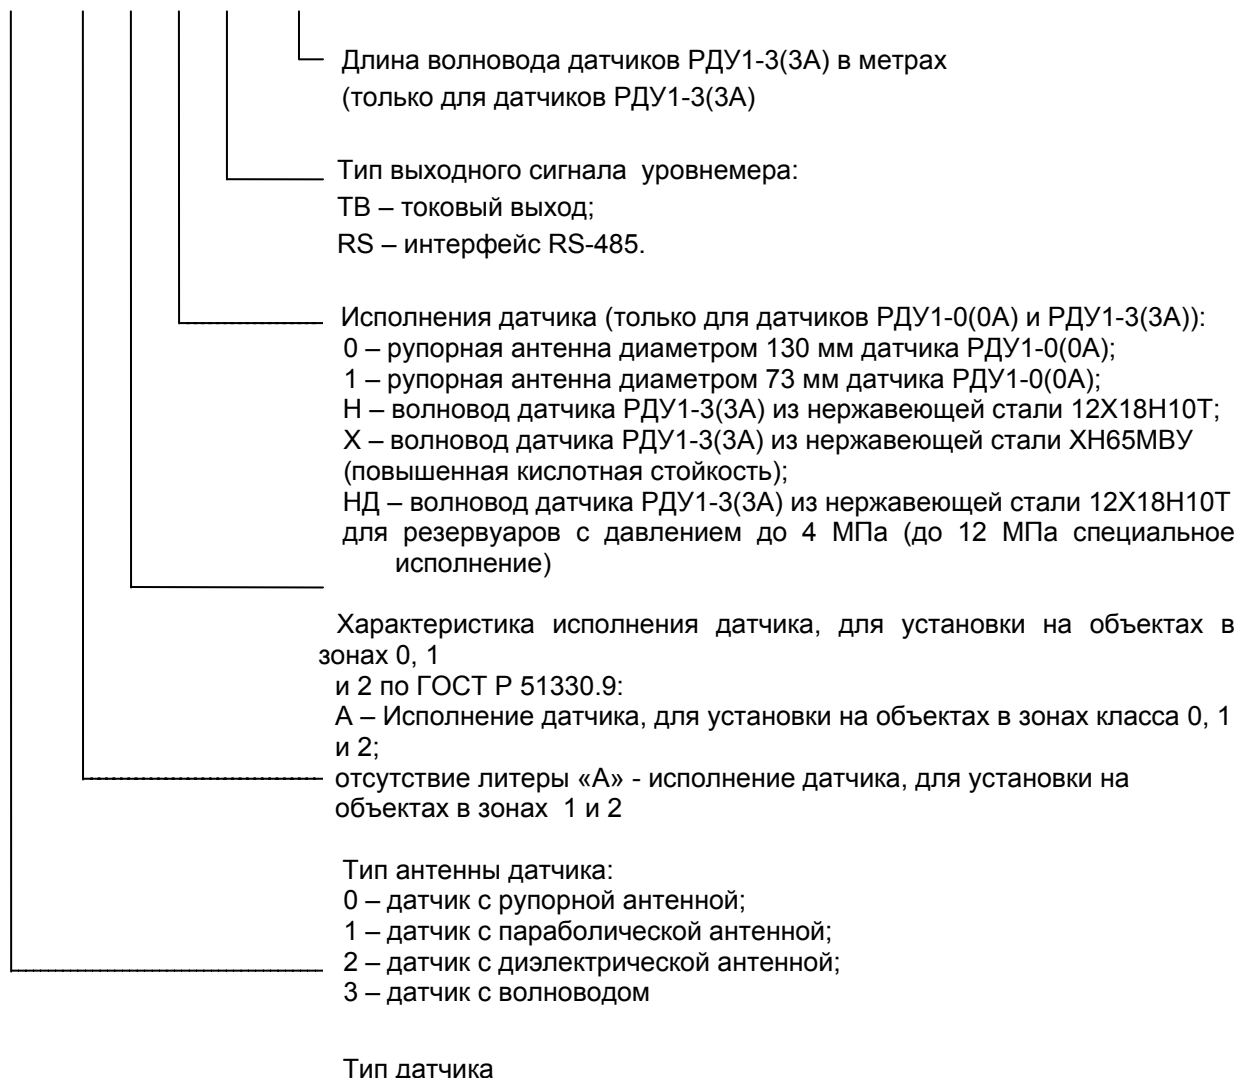 Длина волновода датчиков РДУ1-3(3А) в метрах
(только для датчиков РДУ1-3(3А)
Тип выходного сигнала уровнемера:
ТВ – токовый выход;
RS – интерфейс RS-485.
Исполнения датчика (только для датчиков РДУ1-0(0А) и РДУ1-3(3А)):
0 – рупорная антенна диаметром 130 мм датчика РДУ1-0(0А);
1 – рупорная антенна диаметром 73 мм датчика РДУ1-0(0А);
Н – волновод датчика РДУ1-3(3А) из нержавеющей стали 12Х18Н10Т;
Х – волновод датчика РДУ1-3(3А) из нержавеющей стали ХН65МВУ
(повышенная кислотная стойкость);
НД – волновод датчика РДУ1-3(3А) из нержавеющей стали 12Х18Н10Т
для резервуаров с давлением до 4 МПа (до 12 МПа специальное
исполнение)
Характеристика исполнения датчика, для установки на объектах в
зонах 0, 1
и 2 по ГОСТ Р 51330.9:
А – Исполнение датчика, для установки на объектах в зонах класса 0, 1
и 2;
отсутствие литеры «А» - исполнение датчика, для установки на
объектах в зонах 1 и 2
Тип антенны датчика:
0 – датчик с рупорной антенной;
1 – датчик с параболической антенной;
2 – датчик с диэлектрической антенной;
3 – датчик с волноводом
Тип датчика